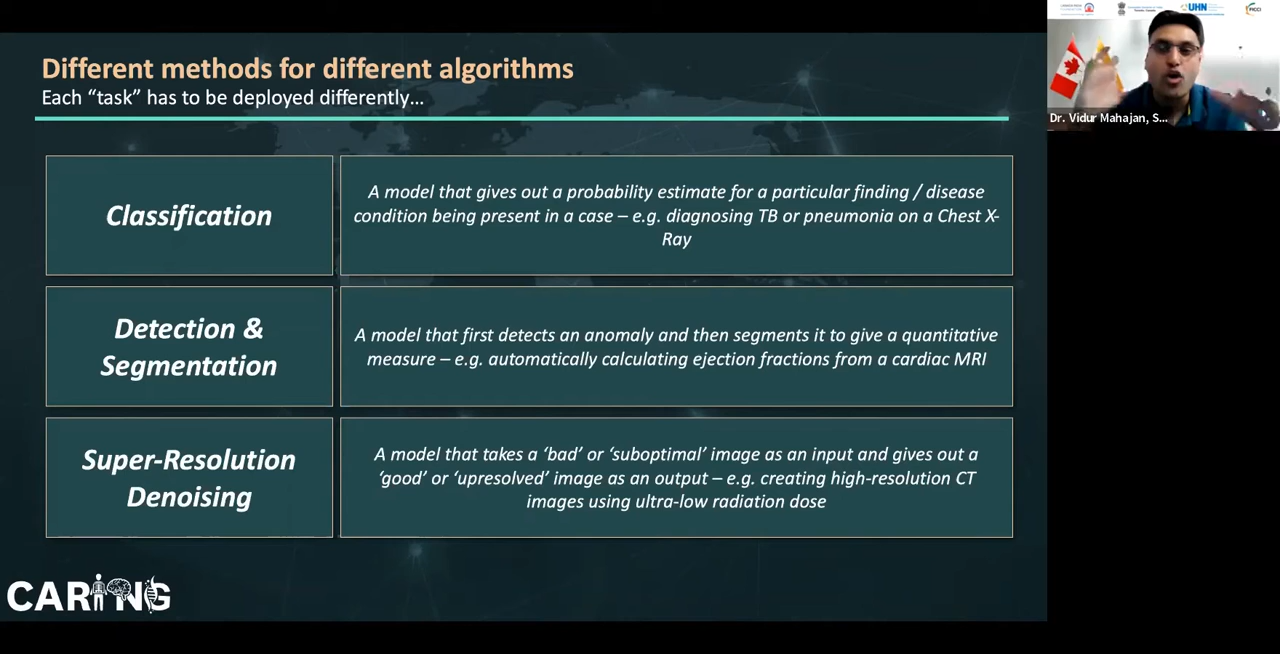 Different methods for different algorithms
Each “task” has to be deployed differently…
Classification
A model that gives out a probability estimate for a particular finding / disease
condition being present in a case – e.g. diagnosing TB or pneumonia on a Chest X-
Ray
Detection &
Segmentation
A model that first detects an anomaly and then segments it to give a quantitative
measure – e.g. automatically calculating ejection fractions from a cardiac MRI
Super-Resolution
Denoising
A model that takes a ‘bad’ or ‘suboptimal’ image as an input and gives out a
‘good’ or ‘upresolved’ image as an output – e.g. creating high-resolution CT
images using ultra-low radiation dose
CARING
UHN
FICCI
Dr. Vidur Mahajan, S...